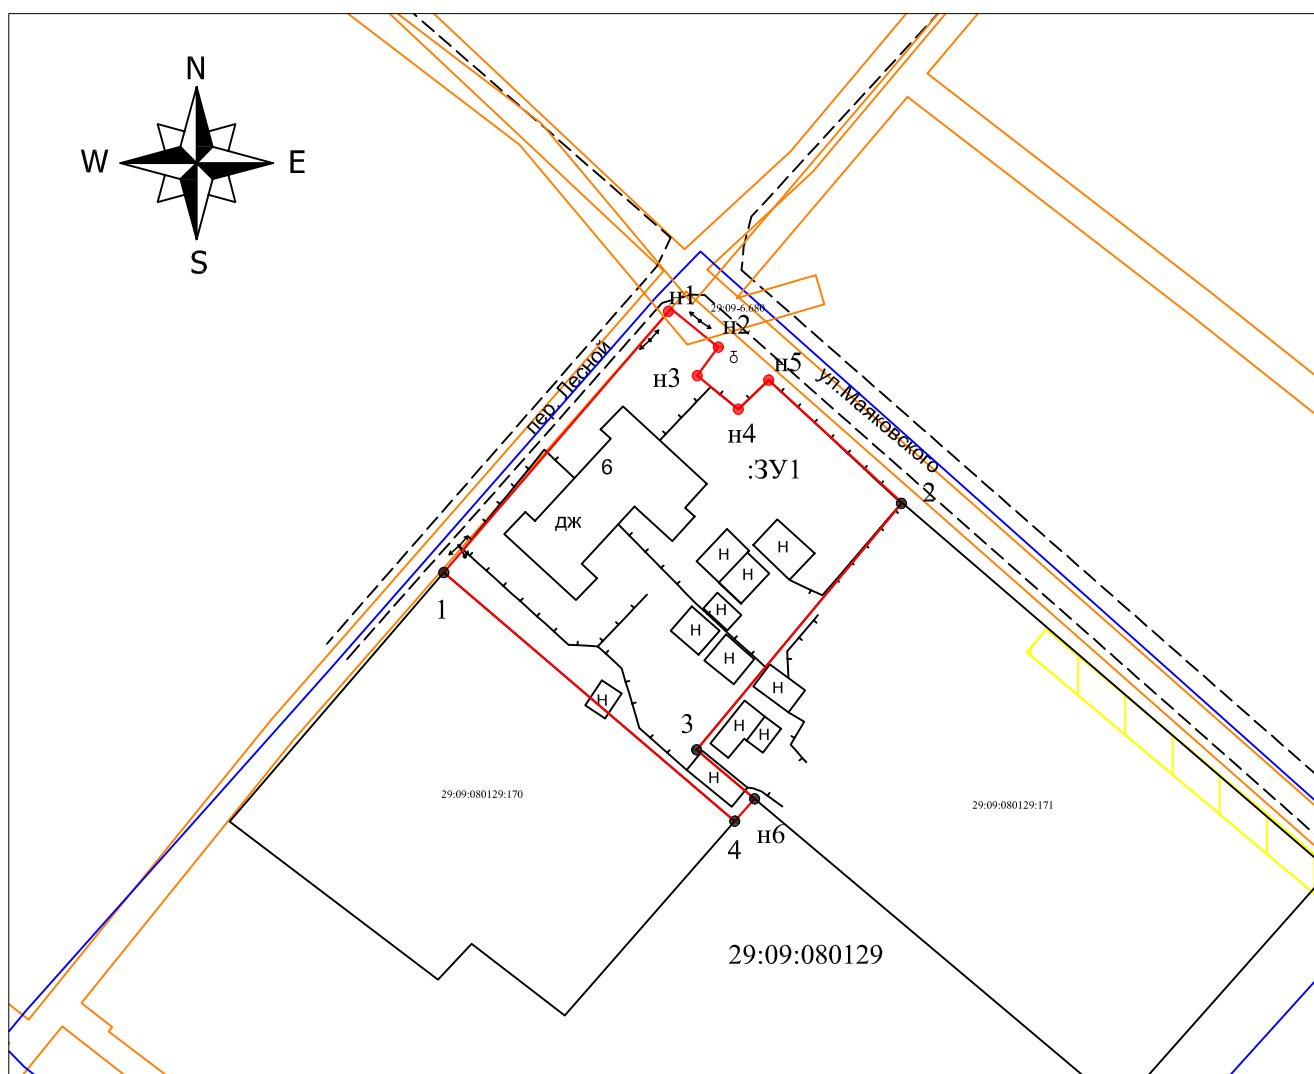 N
W
E
S
н1
29:09-6.680
н2
н3
н5
н4
пер. Лесной
ул.Маяковского
6
:ЗУ1
2
дж
Н
Н
Н
1
Н
Н
Н
Н
Н
3
Н
Н
Н
29:09:080129:170
29:09:080129:171
4
н6
29:09:080129